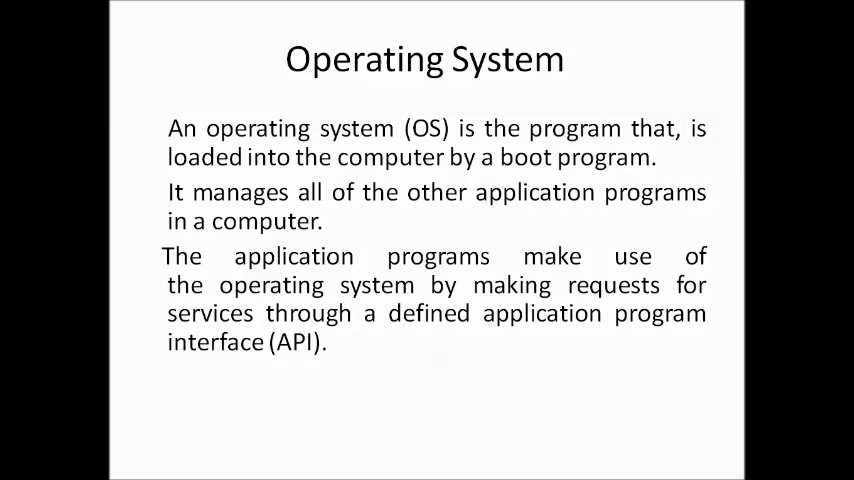 Operating System
An operating system (OS) is the program that, is
loaded into the computer by a boot program.
It manages all of the other application programs
in a computer.
The application programs make use of
the operating system by making requests for
services through a defined application program
interface (API).